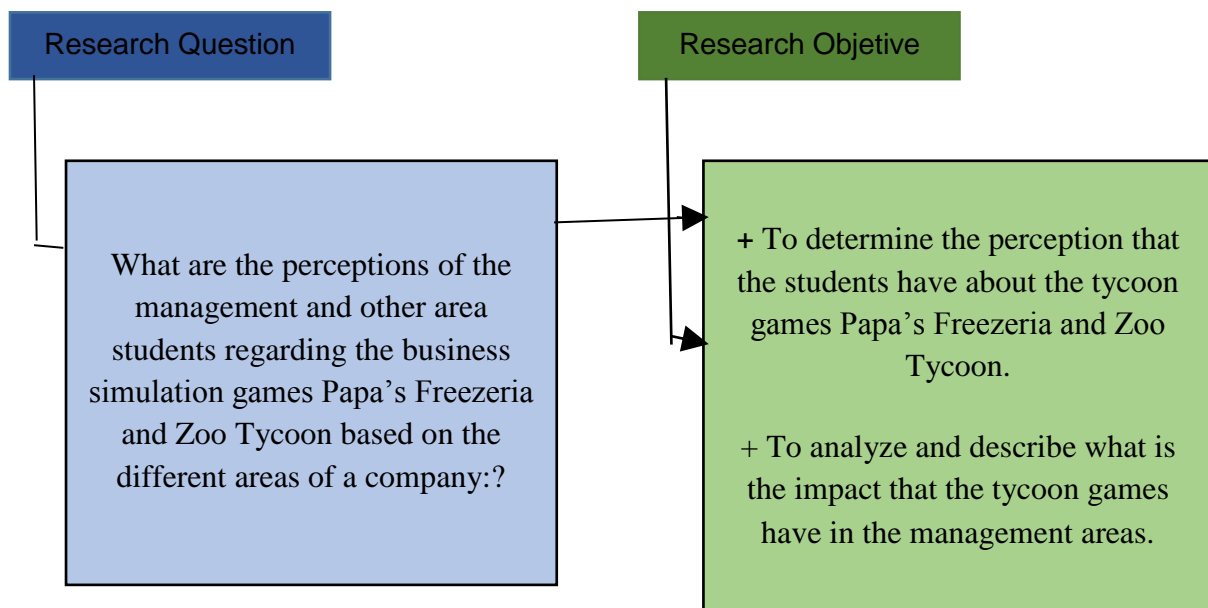 Research Question
Research Objetive
What are the perceptions of the
management and other area
students regarding the business
simulation games Papa’s Freezeria
and Zoo Tycoon based on the
different areas of a company:?
+ To determine the perception that
the students have about the tycoon
games Papa’s Freezeria and Zoo
Tycoon.
+ To analyze and describe what is
the impact that the tycoon games
have in the management areas.